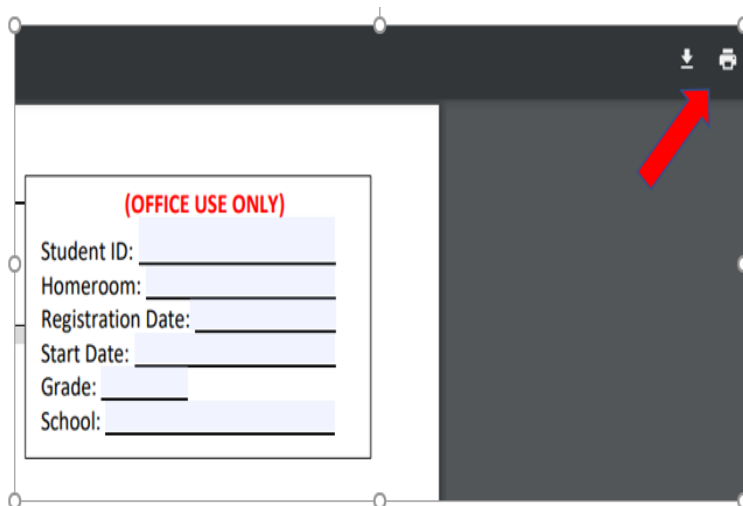 (OFFICE USE ONLY)
Student ID:
Homeroom:
Registration Date:
Start Date:
Grade:
School: